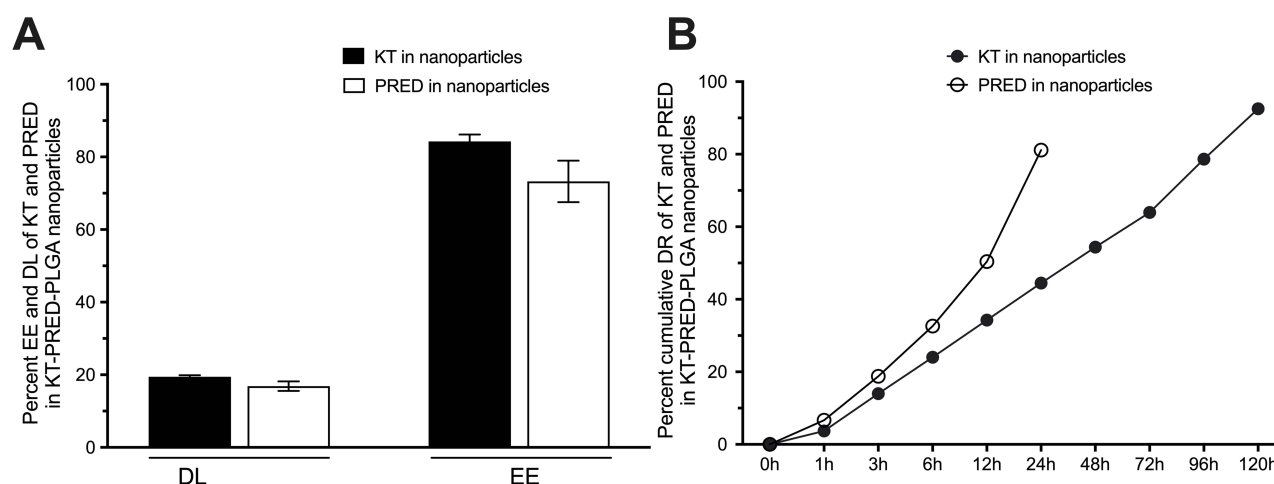 A
KT in nanoparticles
PRED in nanoparticles
Percent EE and DL of KT and PRED
in KT-PRED-PLGA nanoparticles
100
80
60
40
20
0
DL
EE
B
KT in nanoparticles
PRED in nanoparticles
Percent cumulative DR of KT and PRED
in KT-PRED-PLGA nanoparticles
100
80
60
40
20
0
0h 1h 3h 6h 12h 24h 48h 72h 96h 120h